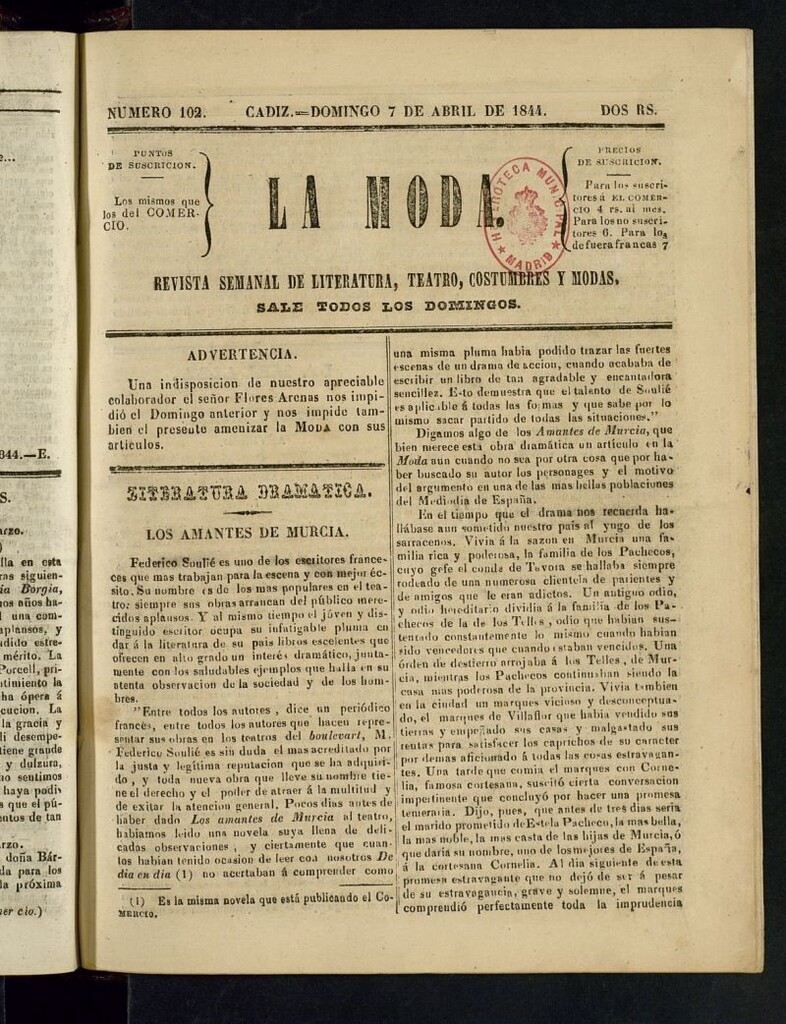 NUMERO 102. CADIZ.=DOMINGO 7 DE ABRIL DE 1844. DOS RS.
PUNTOS
DE SUSCRICION.
Los mismos que
los del COMER-
CIO.
LA MODA.
PRECIOS
DE SUSCRICION.
Para los suscri-
tores á EL COMER-
CIO 4 rs. al mes.
Para los no suscri-
tores 6. Para los
de fuera francas 7
HEMEROTECA MUNICIPAL
MADRID
REVISTA SEMANAL DE LITERATURA, TEATRO, COSTUMBRES Y MODAS.
SALE TODOS LOS DOMINGOS.
ADVERTENCIA.
Una indisposicion de nuestro apreciable
colaborador el señor Flores Arenas nos impi-
dió el Domingo anterior y nos impide tam-
bien el presente amenizar la MODA con sus
articulos.
LITERATURA DRAMATICA.
LOS AMANTES DE MURCIA.
Federico Soulié es uno de los escritores france-
ces que mas trabajan para la escena y con mejor éc-
sito. Su nombre es de los mas populares en el tea-
tro: siempre sus obras arrancan del público mere-
cidos aplausos. Y al mismo tiempo el jóven y dis-
tinguido escritor ocupa su infatigable pluma en
dar á la literatura de su pais libros escelentes que
ofrecen en alto grado un interés dramático, junta-
mente con los saludables ejemplos que halla en su
atenta observacion de la sociedad y de los hom-
bres.
"Entre todos los autores, dice un periódico
francés, entre todos los autores que hacen repre-
sentar sus obras en los teatros del boulevart, M.
Federico Soulié es sin duda el mas acreditado por
la justa y legítima reputacion que se ha adquiri-
do, y toda nueva obra que lleve su nombre tie-
ne el derecho y el poder de atraer á la multitud y
de exitar la atencion general. Pocos dias antes de
haber dado Los amantes de Murcia al teatro,
habiamos leido una novela suya llena de deli-
cadas observaciones, y ciertamente que cuan-
tos habian tenido ocasion de leer con nosotros De
dia en dia (1) no acertaban á comprender como
(1) Es la misma novela que está publicando el Co-
MERCIO.
una misma pluma habia podido trazar las fuertes
escenas de un drama de accion, cuando acababa de
escribir un libro de tan agradable y encantadora
sencillez. Esto demuestra que el talento de Soulié
es aplicable á todas las formas y que sabe por lo
mismo sacar partido de todas las situaciones."
Digamos algo de los Amantes de Murcia, que
bien merece esta obra dramática un artículo en la
Moda aun cuando no sea por otra cosa que por ha-
ber buscado su autor los personages y el motivo
del argumento en una de las mas bellas poblaciones
del Mediodia de España.
En el tiempo que el drama nos recuerda ha-
llábase aun sometido nuestro pais al yugo de los
sarracenos. Vivia á la sazon en Murcia una fa-
milia rica y poderosa, la familia de los Pachecos,
cuyo gefe el conde de Tavora se hallaba siempre
rodeado de una numerosa clientela de parientes y
de amigos que le eran adictos. Un antiguo odio,
y odio hereditario dividia á la familia de los Pa-
checos de la de los Telles, odio que habian sus-
tentado constantemente lo mismo cuando habian
sido vencedores que cuando estaban vencidos. Una
órden de destierro arrojaba á los Telles, de Mur-
cia, mientras los Pachecos continuaban siendo la
casa mas poderosa de la provincia. Vivia tambien
en la ciudad un marques vicioso y desconceptua-
do, el marques de Villaflor que habia vendido sus
tierras y empeñado sus casas y malgastado sus
rentas para satisfacer los caprichos de su caracter
por demas aficionado á todas las cosas estravagan-
tes. Una tarde que comia el marques con Corne-
lia, famosa cortesana, suscitó cierta conversacion
impertinente que concluyó por hacer una promesa
temeraria. Dijo, pues, que antes de tres dias seria
el marido prometido de Estela Pacheco, la mas bella,
la mas noble, la mas casta de las hijas de Murcia, ó
que daria su nombre, uno de los mejores de España,
á la cortesana Cornelia. Al dia siguiente de esta
promesa estravagante que no dejó de ser á pesar
de su estravagancia, grave y solemne, el marques
comprendió perfectamente toda la imprudencia